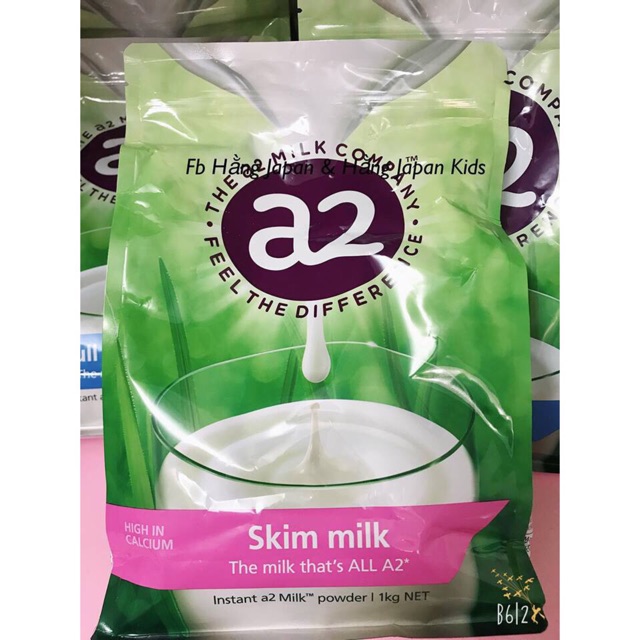 THE a2 MILK COMPANY™
Fb Hằng Japan & Hằng Japan Kids
a2
FEEL THE DIFFERENCE
HIGH IN
CALCIUM
Skim milk
The milk that's ALL A2*
Instant a2 Milk™ powder | 1kg NET
B612